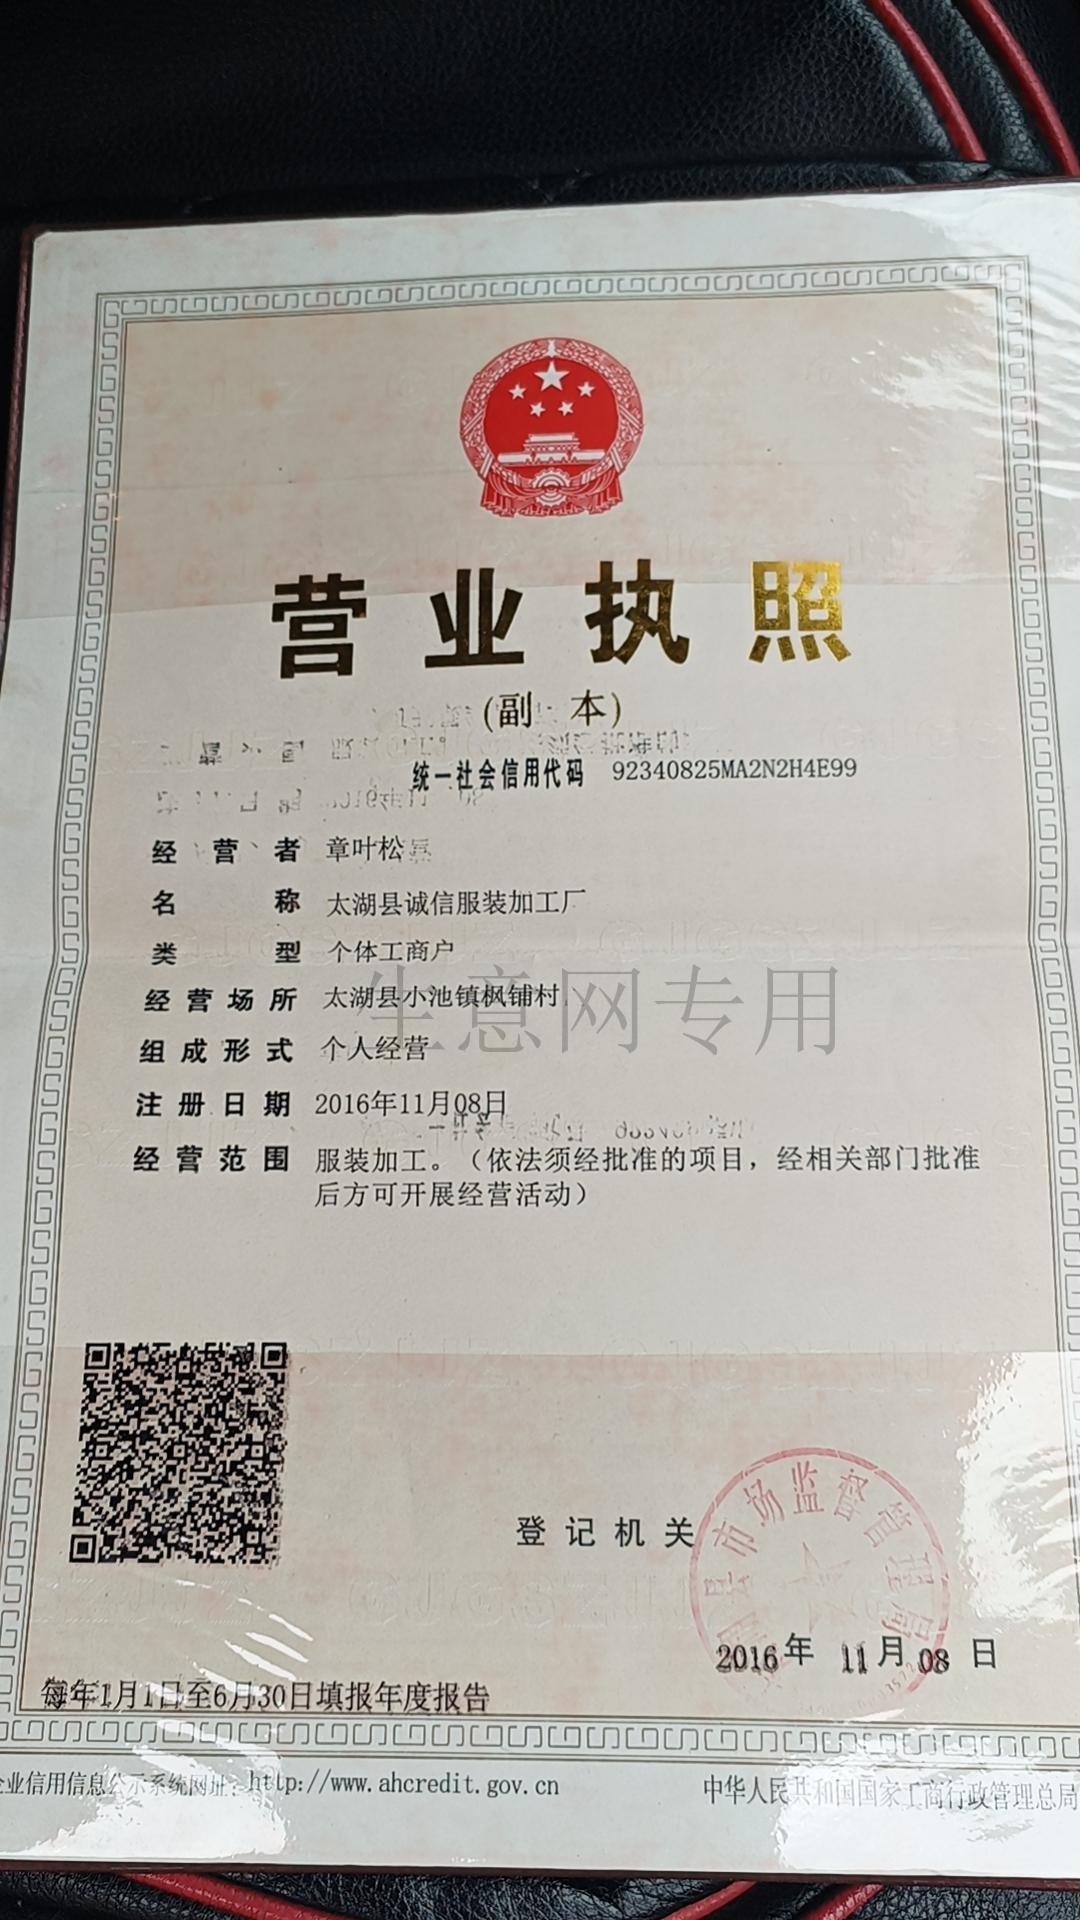 营业执照
(副 本)
统一社会信用代码 92340825MA2N2H4E99
经营者 章叶松
名称 太湖县诚信服装加工厂
类型 个体工商户
经营场所 太湖县小池镇枫铺村
生意网专用
组成形式 个人经营
注册日期 2016年11月08日
经营范围 服装加工。（依法须经批准的项目，经相关部门批准
后方可开展经营活动）
登记机关
县市场监督管理局
2016年 11月 08 日
每年1月1日至6月30日填报年度报告
企业信用信息公示系统网址：http://www.ahcredit.gov.cn
中华人民共和国国家工商行政管理总局